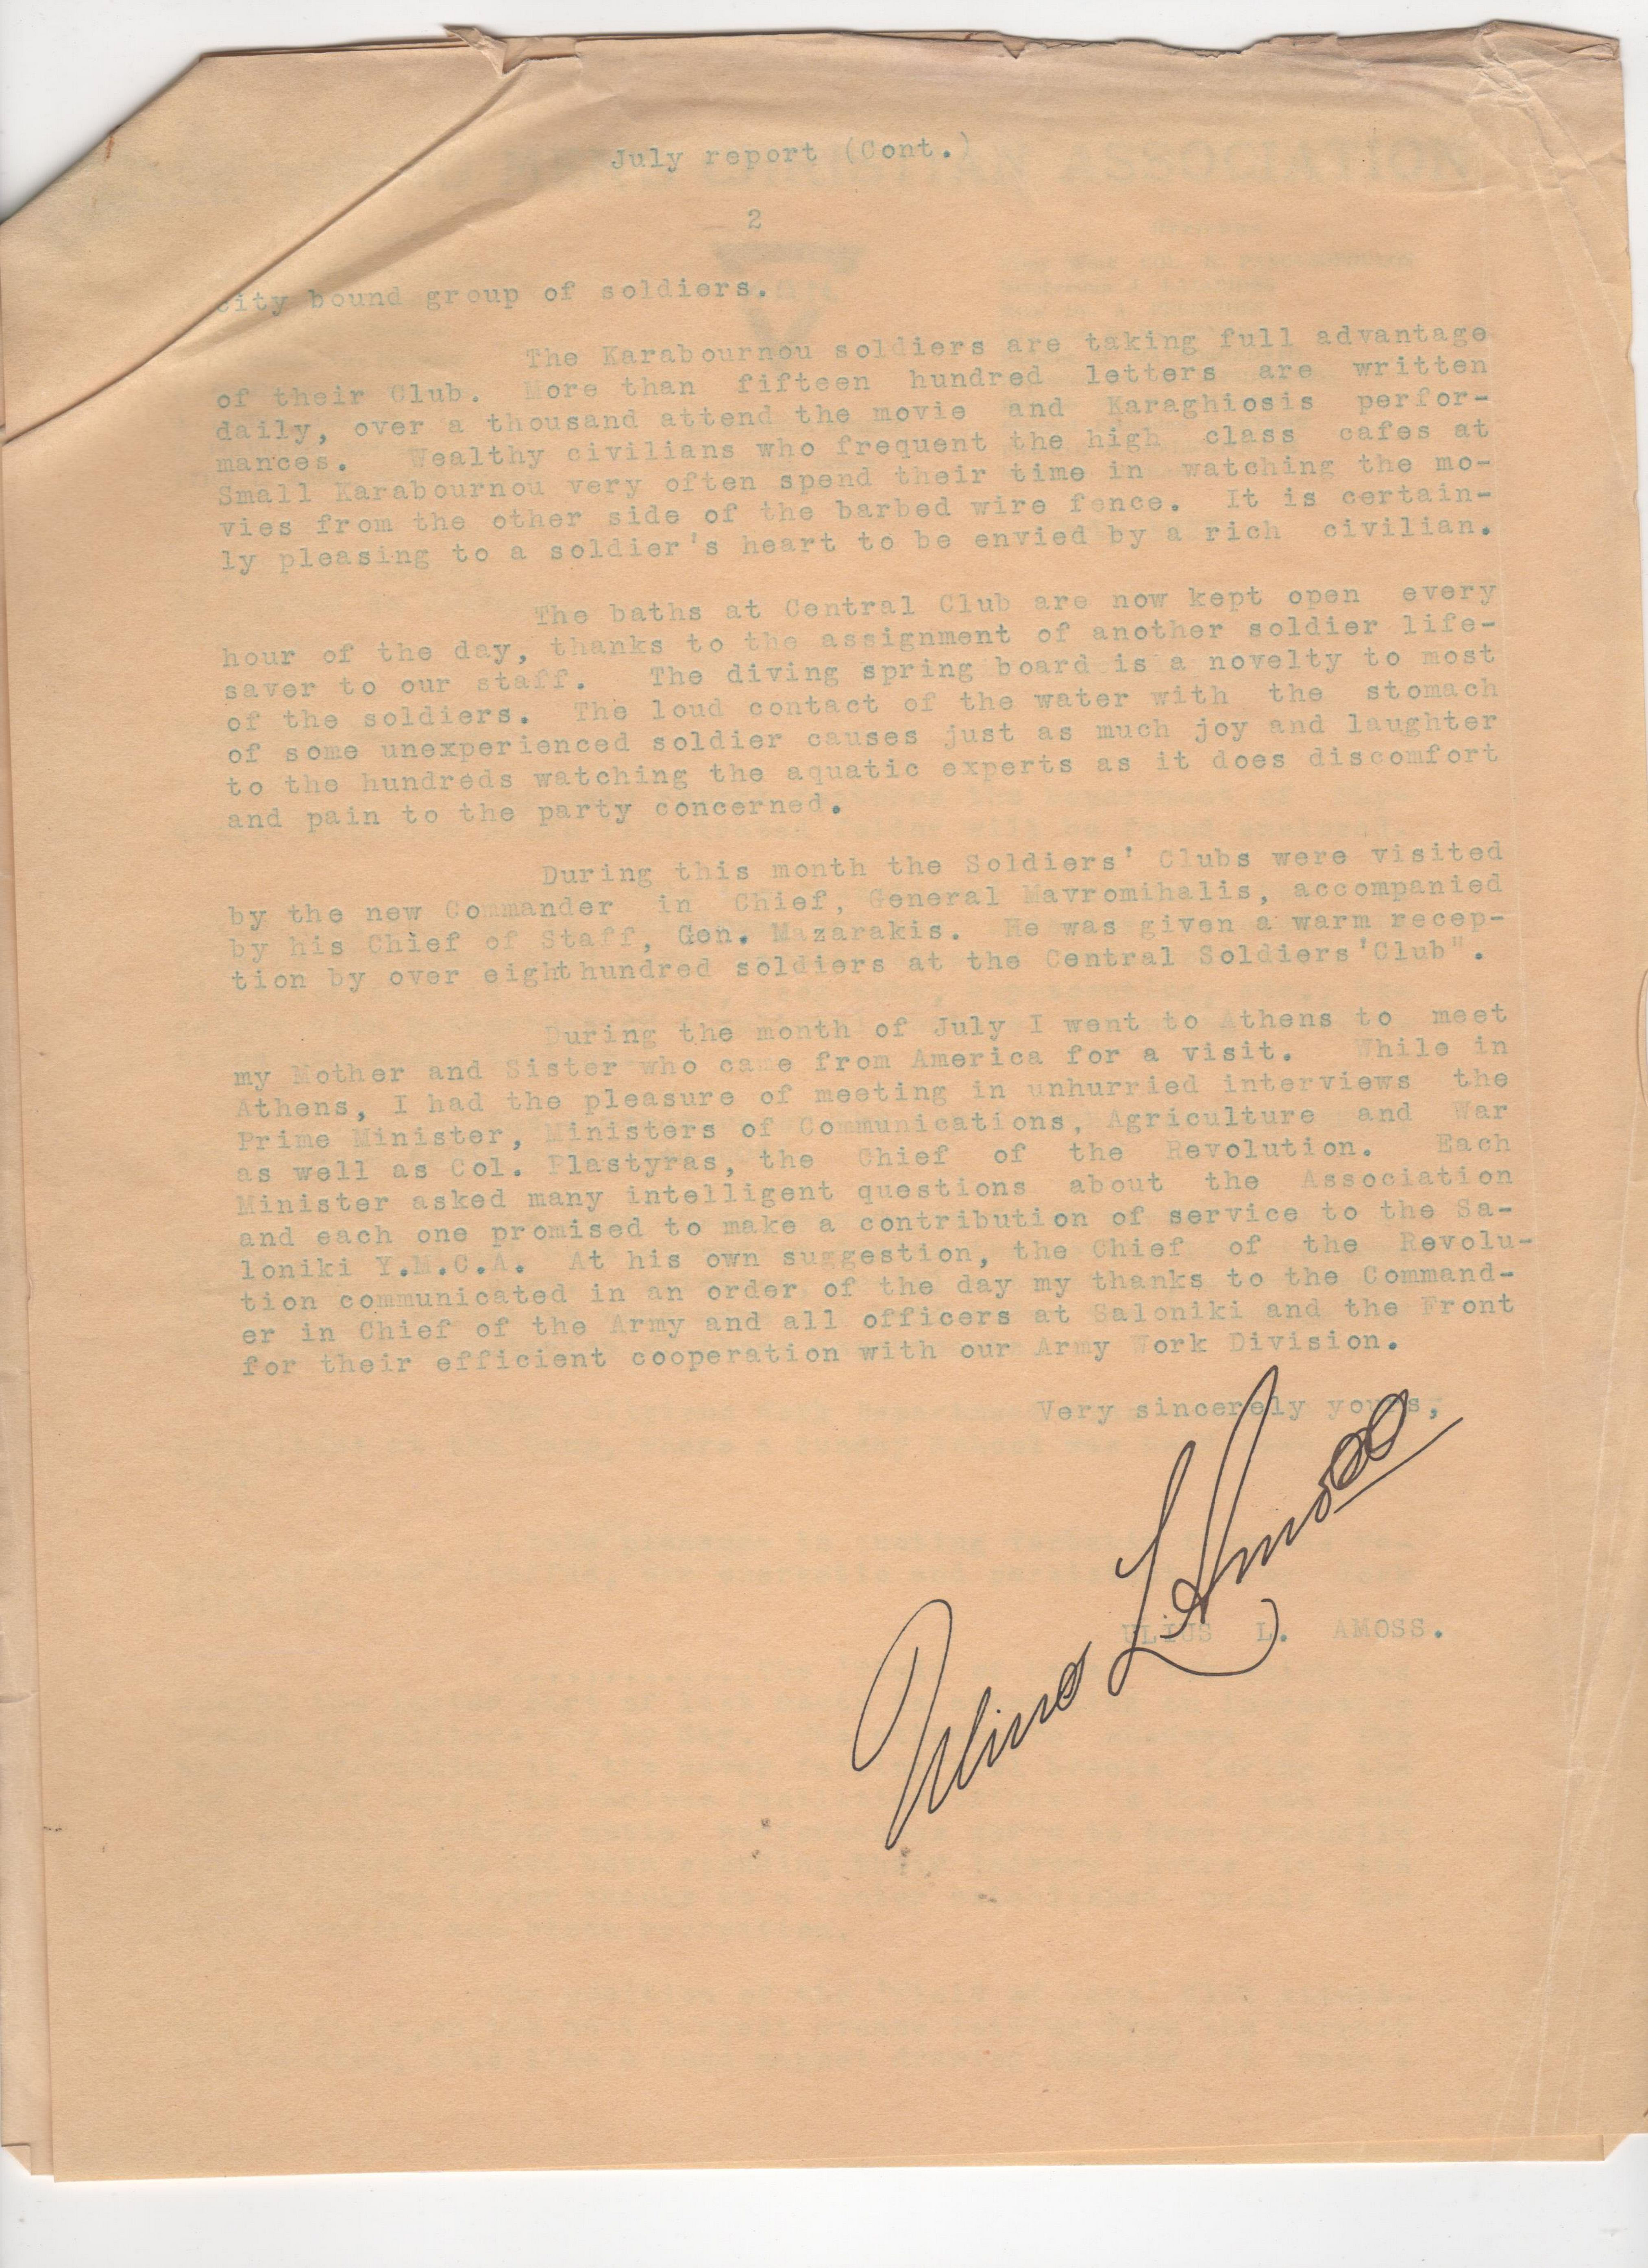 July report (Cont.)
2
city bound group of soldiers.
The Karabournou soldiers are taking full advantage
of their Club. More than fifteen hundred letters are written
daily, over a thousand attend the movie and Karaghiosis perfor-
mances. Wealthy civilians who frequent the high class cafes at
Small Karabournou very often spend their time in watching the mo-
vies from the other side of the barbed wire fence. It is certain-
ly pleasing to a soldier's heart to be envied by a rich civilian.
The baths at Central Club are now kept open every
hour of the day, thanks to the assignment of another soldier life-
saver to our staff. The diving spring board is a novelty to most
of the soldiers. The loud contact of the water with the stomach
of some unexperienced soldier causes just as much joy and laughter
to the hundreds watching the aquatic experts as it does discomfort
and pain to the party concerned.
During this month the Soldiers' Clubs were visited
by the new Commander in Chief, General Mavromihalis, accompanied
by his Chief of Staff, Gen. Mazarakis. He was given a warm recep-
tion by over eight hundred soldiers at the Central Soldiers'Club".
During the month of July I went to Athens to meet
my Mother and Sister who came from America for a visit. While in
Athens, I had the pleasure of meeting in unhurried interviews the
Prime Minister, Ministers of Communications, Agriculture and War
as well as Col. Plastyras, the Chief of the Revolution. Each
Minister asked many intelligent questions about the Association
and each one promised to make a contribution of service to the Sa-
loniki Y.M.C.A. At his own suggestion, the Chief of the Revolu-
tion communicated in an order of the day my thanks to the Command-
er in Chief of the Army and all officers at Saloniki and the Front
for their efficient cooperation with our Army Work Division.
Very sincerely yours,
Ulius L Amoss
ULIUS L. AMOSS.